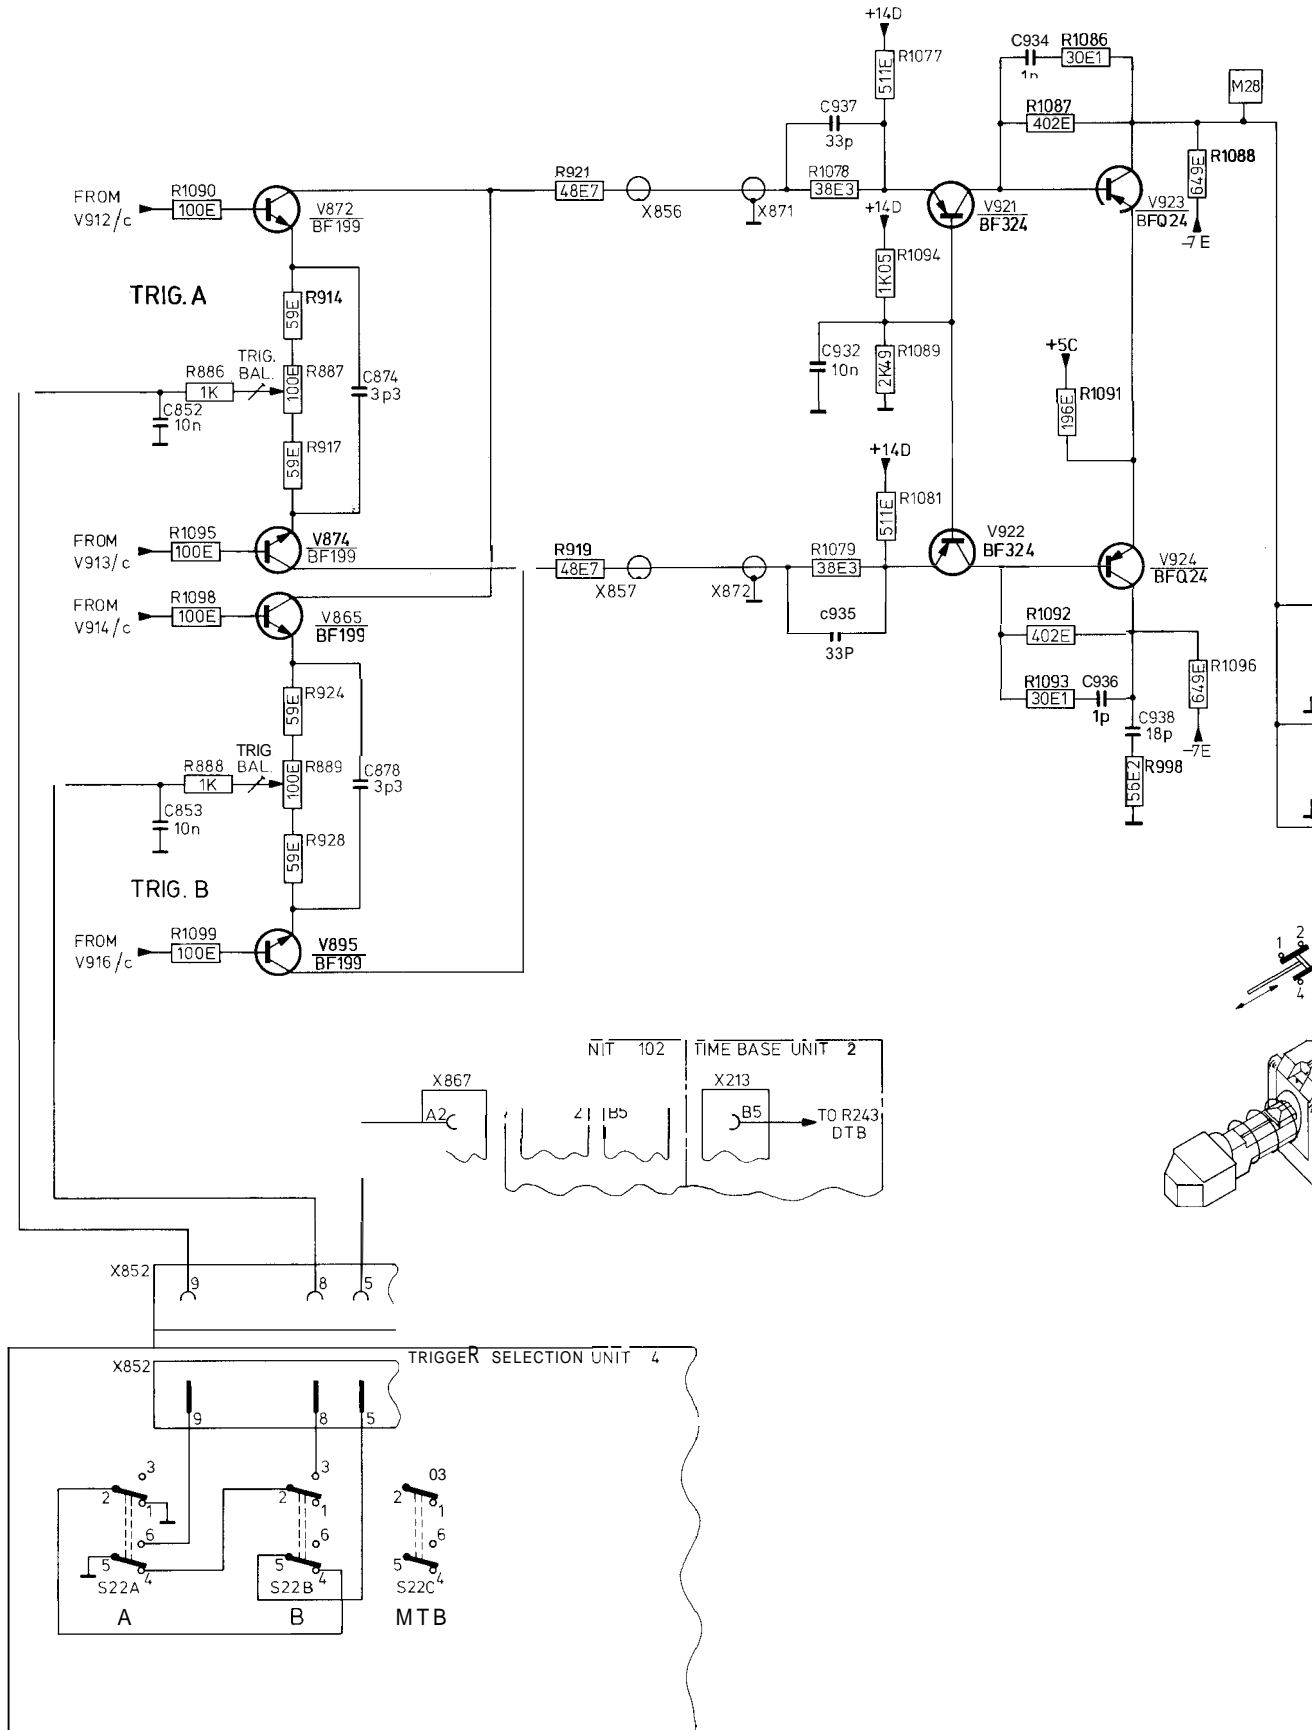 +14D
C934
R1086
30E1
1n
R1077
511E
M28
C937
33p
R1087
402E
R1088
649E
-7E
FROM
V912/c
R1090
100E
V872
BF199
R921
48E7
X856
X871
R1078
38E3
V921
BF324
V923
BFQ24
+14D
R1094
1K05
TRIG. A
R914
59E
TRIG.
BAL.
R886
1K
R887
100E
C874
3p3
C852
10n
R917
59E
C932
10n
R1089
2K49
+5C
R1091
196E
+14D
R1081
511E
FROM
V913/c
R1095
100E
V874
BF199
R919
48E7
X857
X872
R1079
38E3
V922
BF324
V924
BFQ24
FROM
V914/c
R1098
100E
V865
BF199
C935
33P
R1092
402E
R1093
30E1
C936
1p
R1096
649E
-7E
C938
18p
R998
56E2
R924
59E
TRIG
BAL.
R888
1K
R889
100E
C878
3p3
C853
10n
R928
59E
TRIG. B
FROM
V916/c
R1099
100E
V895
BF199
1
2
4
NIT 102
TIME BASE UNIT 2
X867
A2
2
B5
X213
B5
TO R243
DTB
X852
9
8
5
TRIGGER SELECTION UNIT 4
X852
9
8
5
3
2
1
6
5
4
S22A
A
3
2
1
6
5
4
S22B
B
03
2
1
6
5
4
S22C
MTB